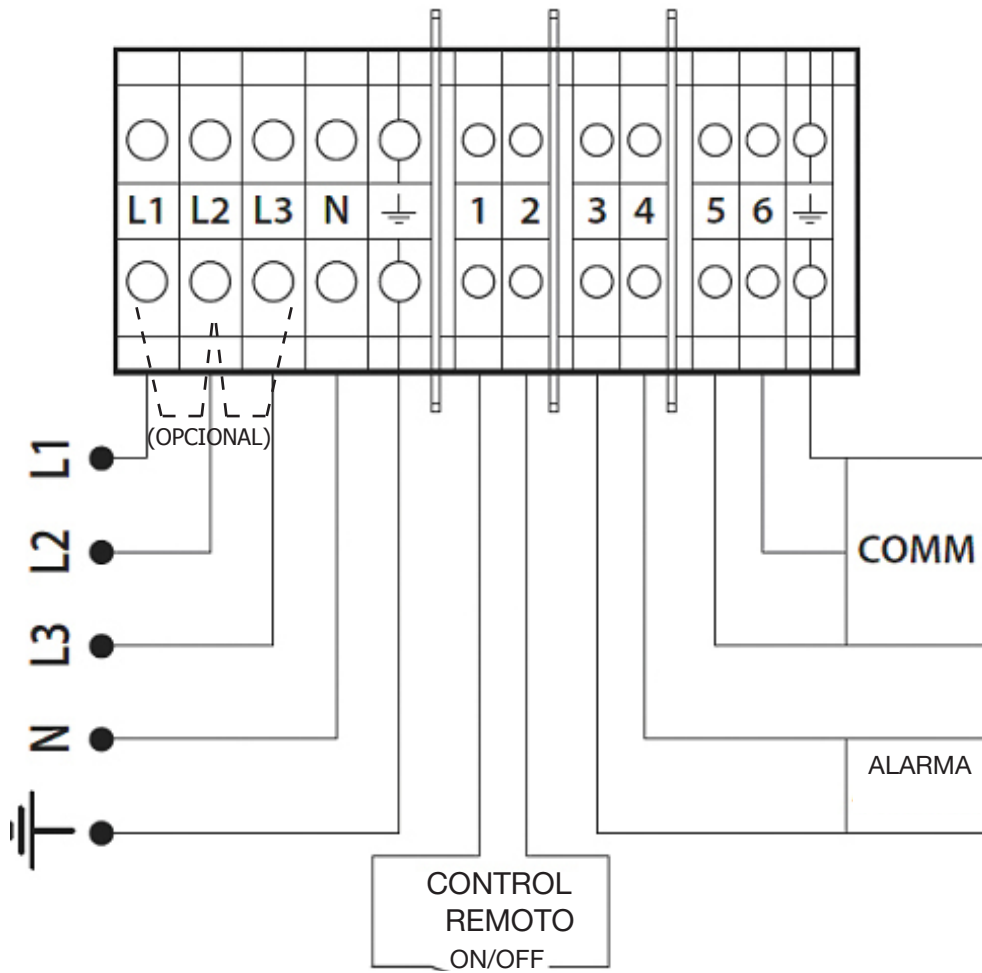 L1 L2 L3 N 1 2 3 4 5 6
(OPCIONAL)
L1
L2
L3
N
COMM
ALARMA
CONTROL
REMOTO
ON/OFF